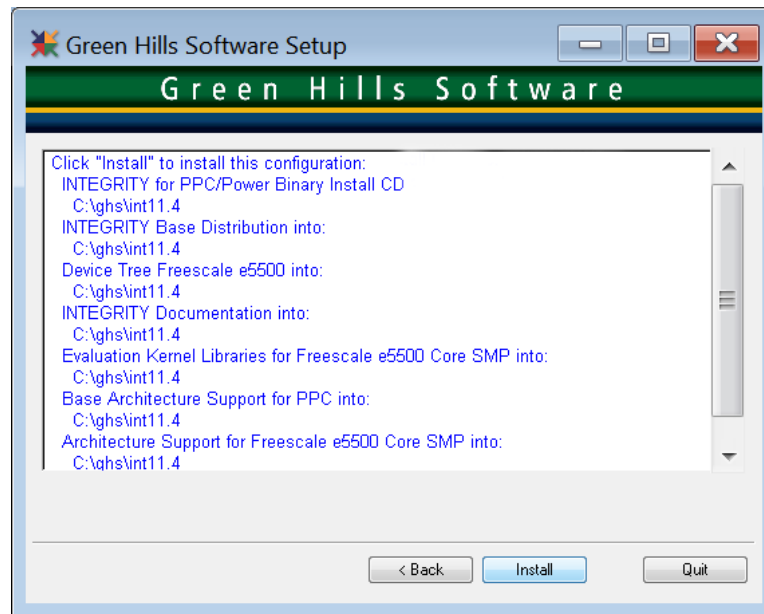 Green Hills Software Setup
Green Hills Software
Click "Install" to install this configuration:
INTEGRITY for PPC/Power Binary Install CD
C:\ghs\int11.4
INTEGRITY Base Distribution into:
C:\ghs\int11.4
Device Tree Freescale e5500 into:
C:\ghs\int11.4
INTEGRITY Documentation into:
C:\ghs\int11.4
Evaluation Kernel Libraries for Freescale e5500 Core SMP into:
C:\ghs\int11.4
Base Architecture Support for PPC into:
C:\ghs\int11.4
Architecture Support for Freescale e5500 Core SMP into:
C:\ghs\int11.4
< Back Install Quit